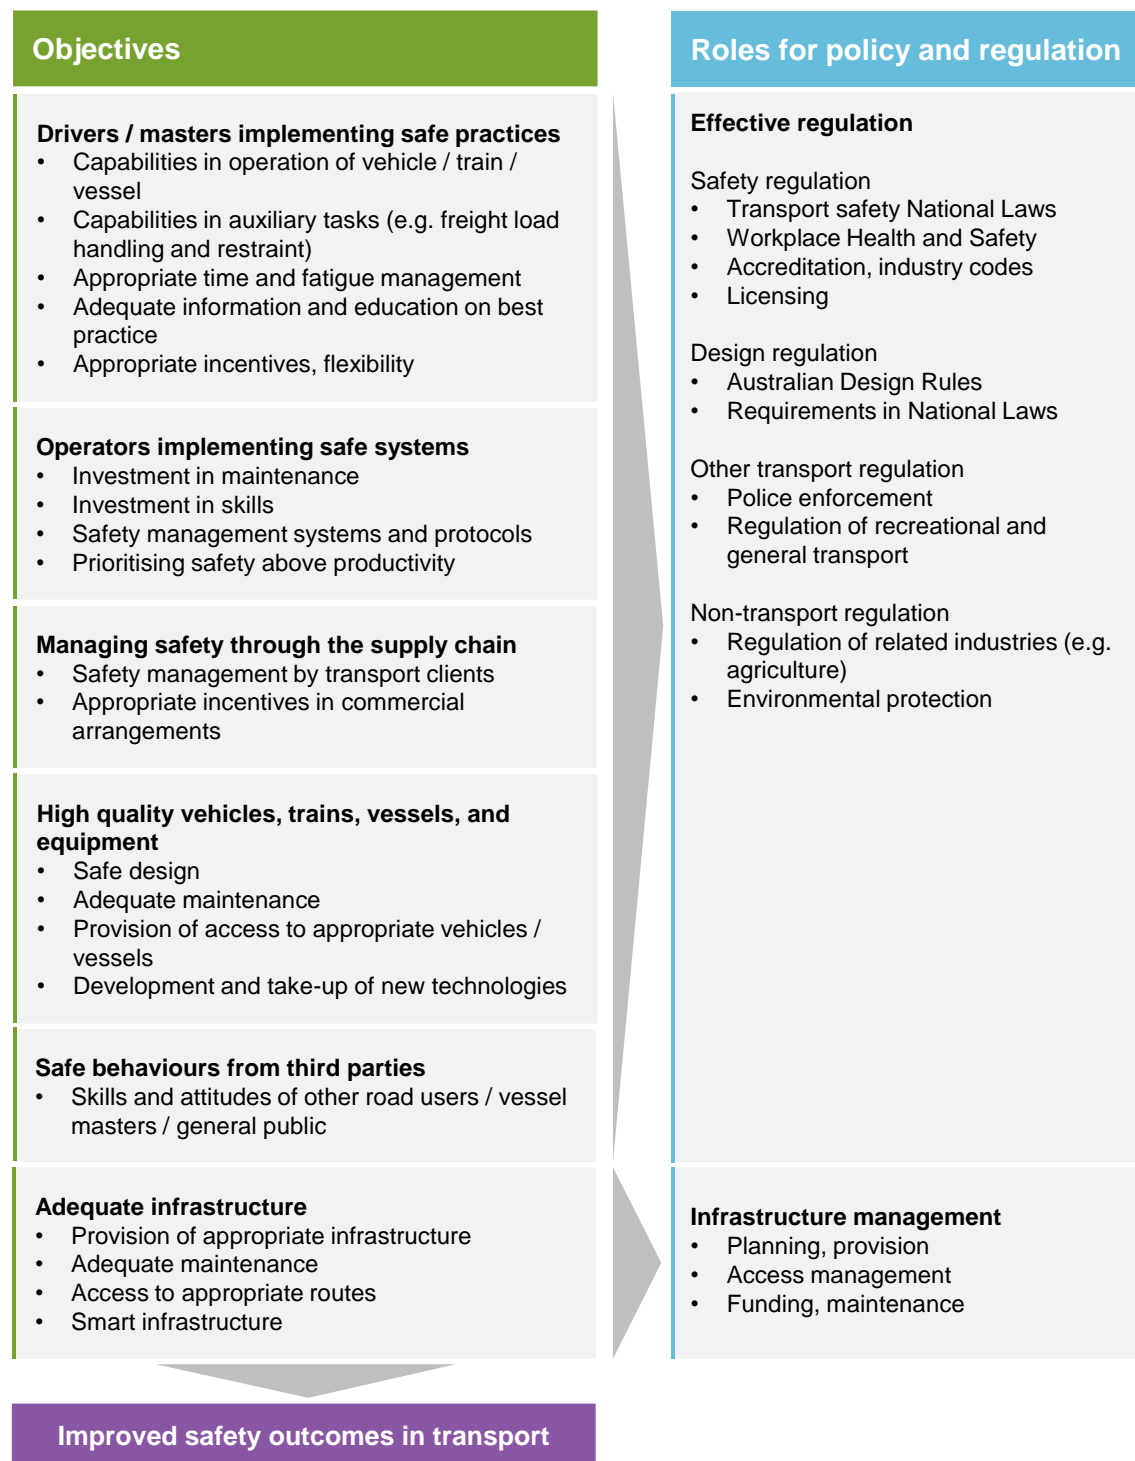 Objectives
Drivers / masters implementing safe practices
• Capabilities in operation of vehicle / train /
vessel
• Capabilities in auxiliary tasks (e.g. freight load
handling and restraint)
• Appropriate time and fatigue management
• Adequate information and education on best
practice
• Appropriate incentives, flexibility
Operators implementing safe systems
• Investment in maintenance
• Investment in skills
• Safety management systems and protocols
• Prioritising safety above productivity
Managing safety through the supply chain
• Safety management by transport clients
• Appropriate incentives in commercial
arrangements
High quality vehicles, trains, vessels, and
equipment
• Safe design
• Adequate maintenance
• Provision of access to appropriate vehicles /
vessels
• Development and take-up of new technologies
Safe behaviours from third parties
• Skills and attitudes of other road users / vessel
masters / general public
Adequate infrastructure
• Provision of appropriate infrastructure
• Adequate maintenance
• Access to appropriate routes
• Smart infrastructure
Improved safety outcomes in transport
Roles for policy and regulation
Effective regulation
Safety regulation
• Transport safety National Laws
• Workplace Health and Safety
• Accreditation, industry codes
• Licensing
Design regulation
• Australian Design Rules
• Requirements in National Laws
Other transport regulation
• Police enforcement
• Regulation of recreational and
general transport
Non-transport regulation
• Regulation of related industries (e.g.
agriculture)
• Environmental protection
Infrastructure management
• Planning, provision
• Access management
• Funding, maintenance